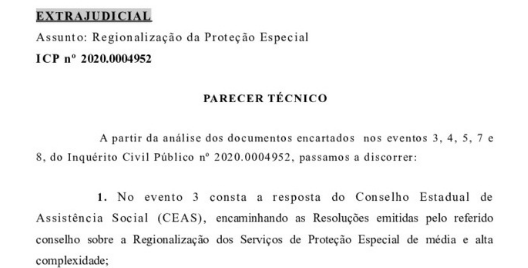 EXTRAJUDICIAL
Assunto: Regionalização da Proteção Especial
ICP nº 2020.0004952
PARECER TÉCNICO
A partir da análise dos documentos encartados nos eventos 3, 4, 5, 7 e
8, do Inquérito Civil Público nº 2020.0004952, passamos a discorrer:
1. No evento 3 consta a resposta do Conselho Estadual de
Assistência Social (CEAS), encaminhando as Resoluções emitidas pelo referido
conselho sobre a Regionalização dos Serviços de Proteção Especial de média e alta
complexidade;